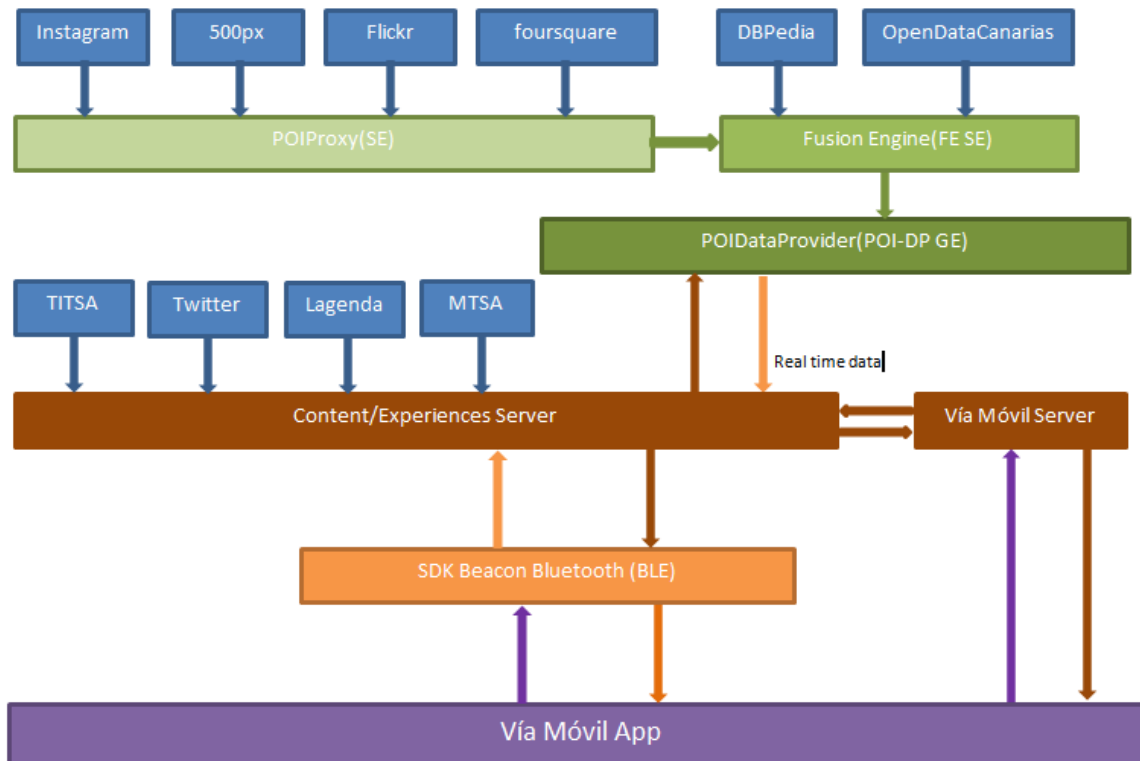 Instagram
500px
Flickr
foursquare
DBPedia
OpenDataCanarias
POIProxy(SE)
Fusion Engine(FE SE)
POIDataProvider(POI-DP GE)
TITSA
Twitter
Lagenda
MTSA
Real time data
Content/Experiences Server
Vía Móvil Server
SDK Beacon Bluetooth (BLE)
Vía Móvil App